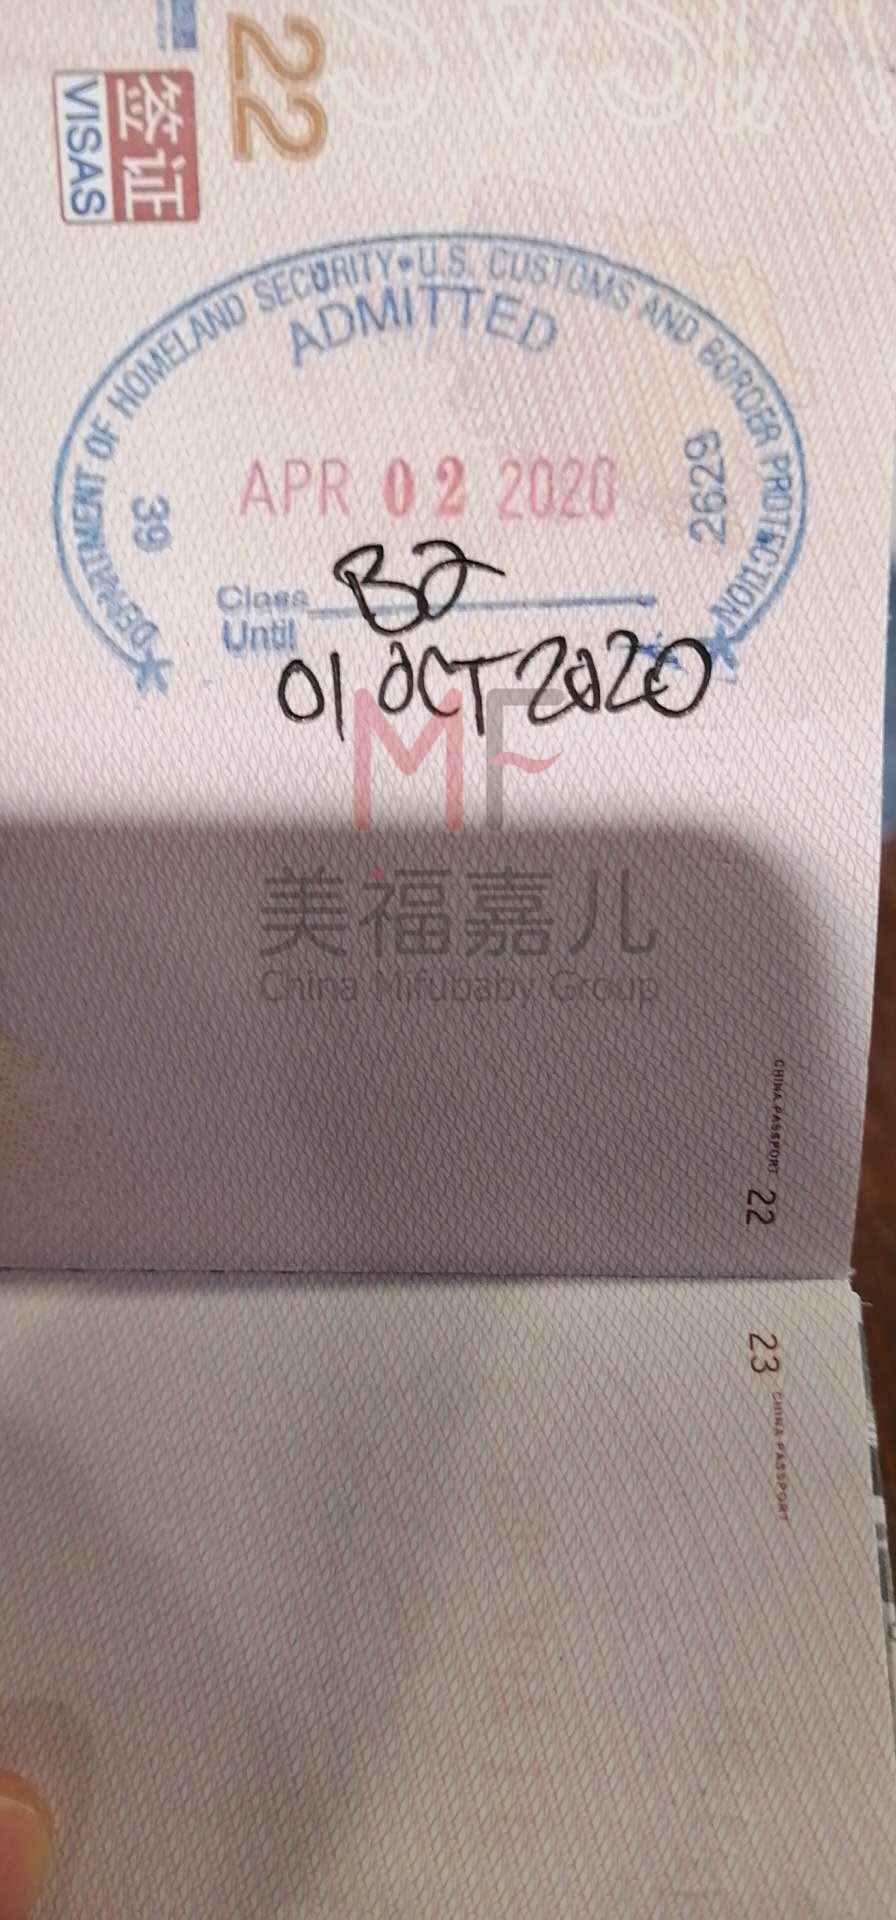 22
签证
VISAS
DEPARTMENT OF HOMELAND SECURITY • U.S. CUSTOMS AND BORDER PROTECTION
ADMITTED
39
2629
APR 02 2020
Class B2
Until 01 OCT 2020
MF
美福嘉儿
China Mifubaby Group
CHINA PASSPORT 22
23 CHINA PASSPORT